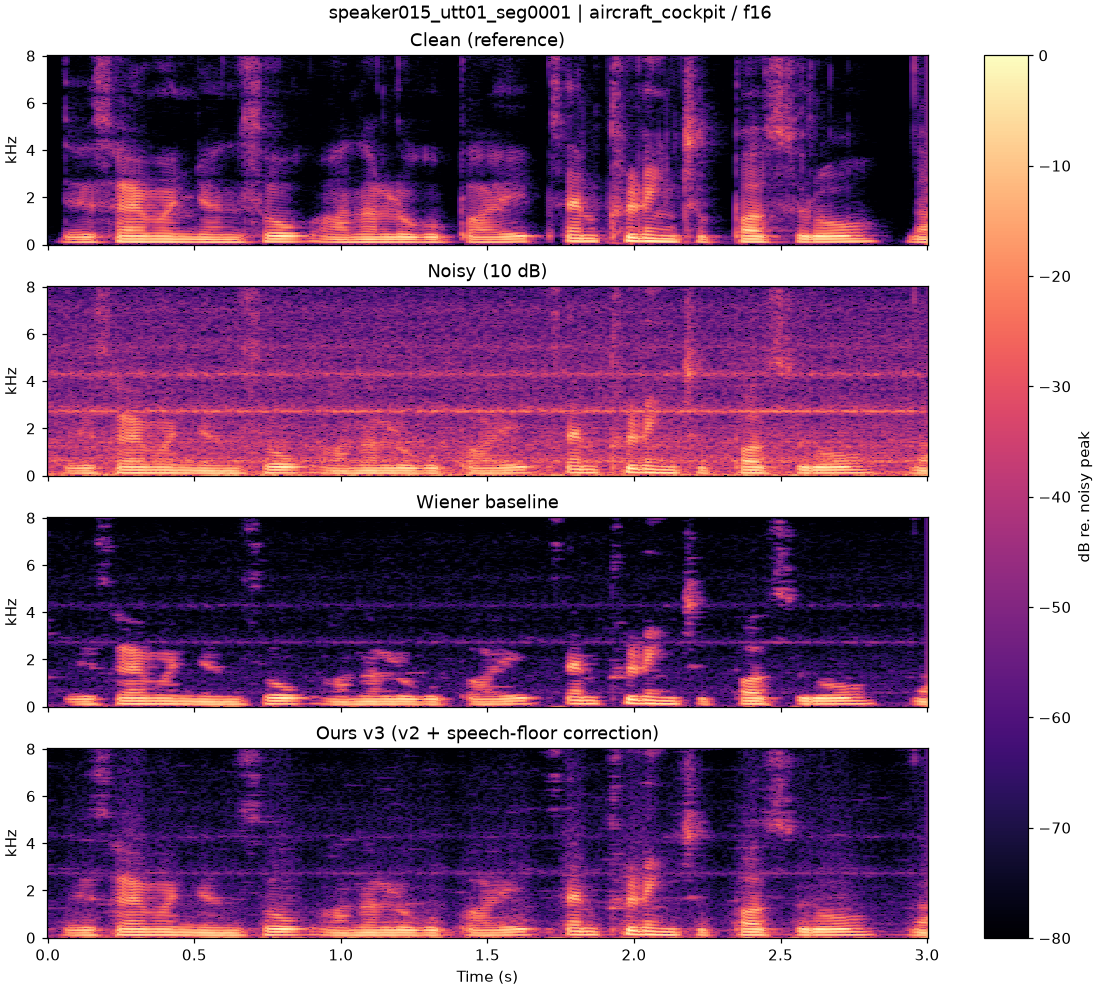 speaker015_utt01_seg0001 | aircraft_cockpit / f16
Clean (reference)
8
6
4
2
0
kHz
Noisy (10 dB)
8
6
4
2
0
kHz
Wiener baseline
8
6
4
2
0
kHz
Ours v3 (v2 + speech-floor correction)
8
6
4
2
0
kHz
0.0 0.5 1.0 1.5 2.0 2.5 3.0
Time (s)
0
−10
−20
−30
−40
−50
−60
−70
−80
dB re. noisy peak